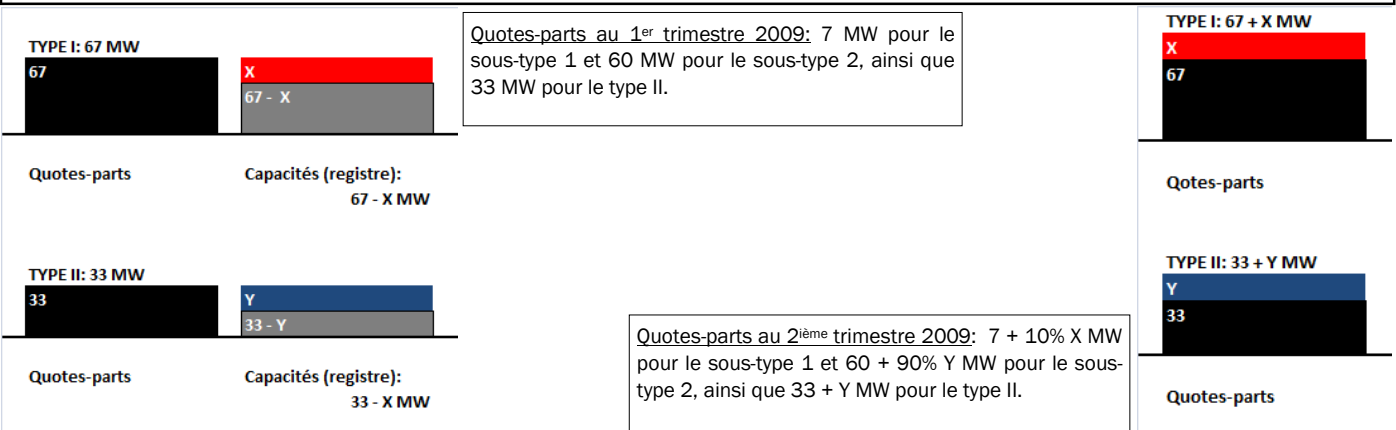 TYPE I: 67 MW
67
X
67 - X
Quotes-parts
Capacités (registre):
67 - X MW
Quotes-parts au 1er trimestre 2009: 7 MW pour le
sous-type 1 et 60 MW pour le sous-type 2, ainsi que
33 MW pour le type II.
TYPE I: 67 + X MW
X
67
Qotes-parts
TYPE II: 33 MW
33
Y
33 - Y
Quotes-parts
Capacités (registre):
33 - X MW
Quotes-parts au 2ième trimestre 2009: 7 + 10% X MW
pour le sous-type 1 et 60 + 90% Y MW pour le sous-
type 2, ainsi que 33 + Y MW pour le type II.
TYPE II: 33 + Y MW
Y
33
Quotes-parts